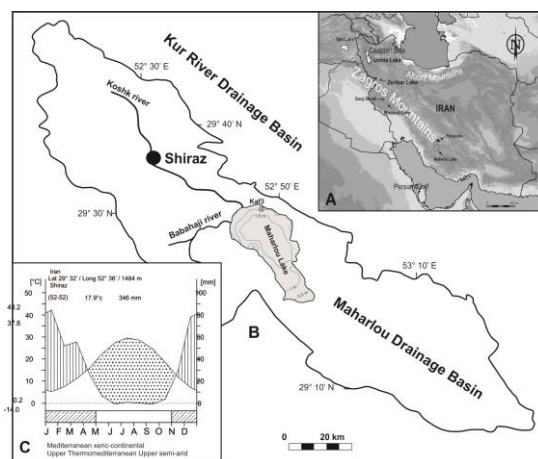 B
52° 30' E
Kur River Drainage Basin
Koshk river
29° 40' N
Shiraz
29° 30' N
52° 50' E
Babahaji river
Maharlou Lake
53° 10' E
Maharlou Drainage Basin
29° 10' N
0 20 km
N
Caspian Sea
Urmia Lake
Alborz Mountains
Zeribar Lake
Zagros Mountains
IRAN
Persian Gulf
A
Iran
Lat 29° 32' / Long 52° 36' / 1484 m
Shiraz
[°C] (52-52) 17.9°c 346 mm [mm]
50 100
40 80
30 60
20 40
10 20
0 0
43.2
37.8
0.2
-14.0
J F M A M J J A S O N D
C
Mediterranean xeric-continental
Upper Thermomediterranean Upper semi-arid